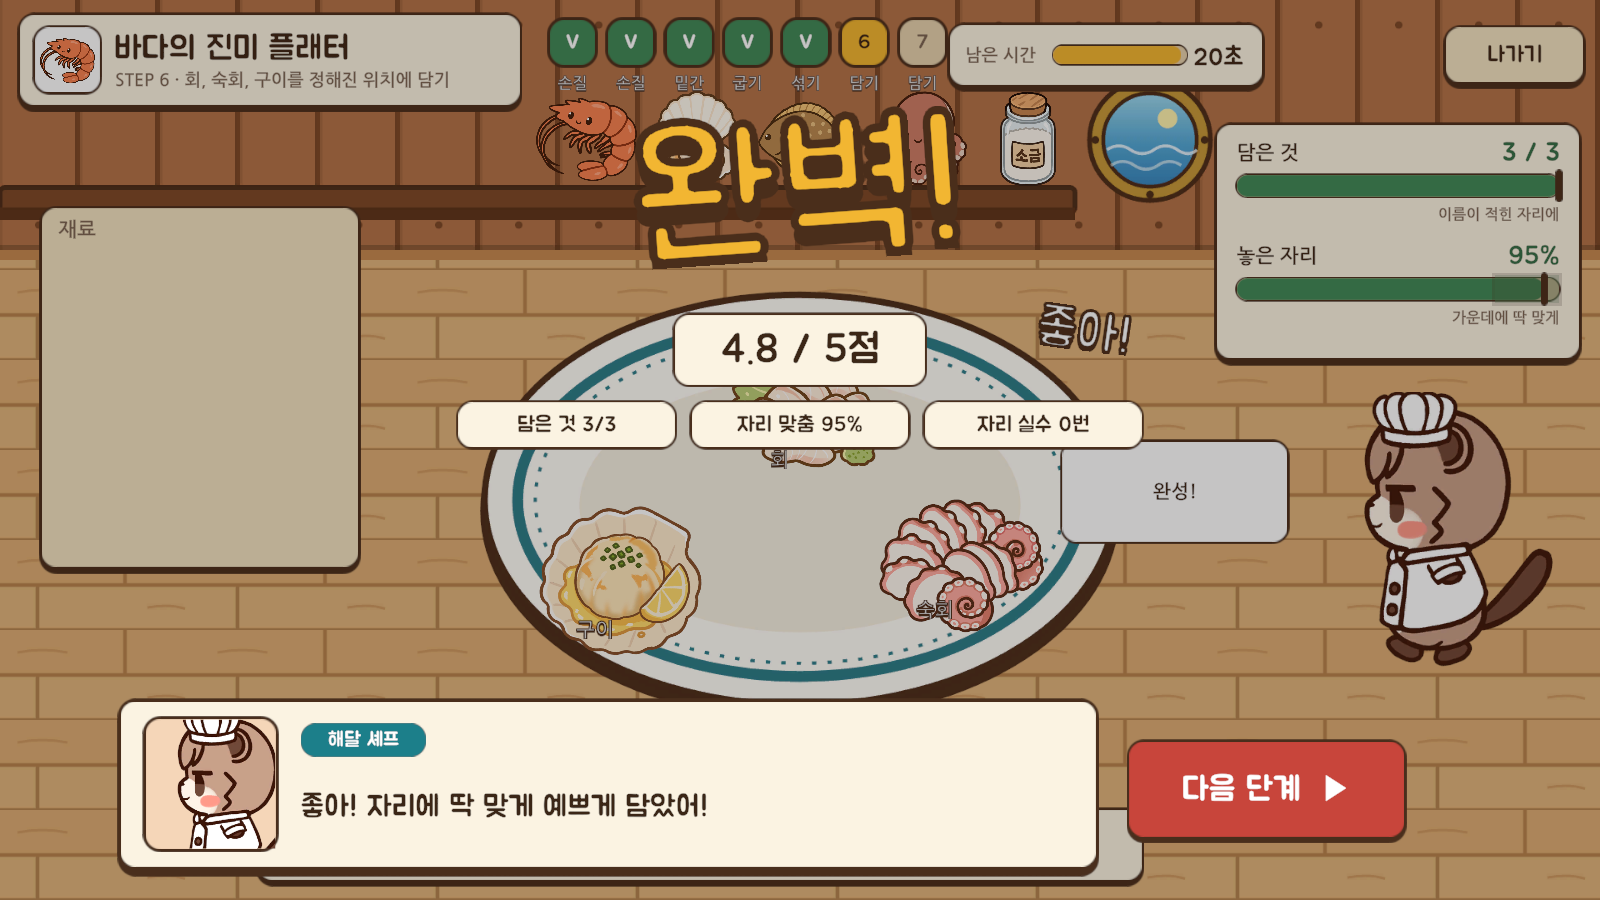 바다의 진미 플래터
STEP 6 · 회, 숙회, 구이를 정해진 위치에 담기
V V V V V 6 7
손질 손질 밑간 굽기 섞기 담기 담기
남은 시간 20초
나가기
소금
완벽!
담은 것 3 / 3
이름이 적힌 자리에
놓은 자리 95%
가운데에 딱 맞게
재료
좋아!
4.8 / 5점
담은 것 3/3
자리 맞춤 95%
자리 실수 0번
회
완성!
구이
숙회
해달 셰프
좋아! 자리에 딱 맞게 예쁘게 담았어!
다음 단계 ▶